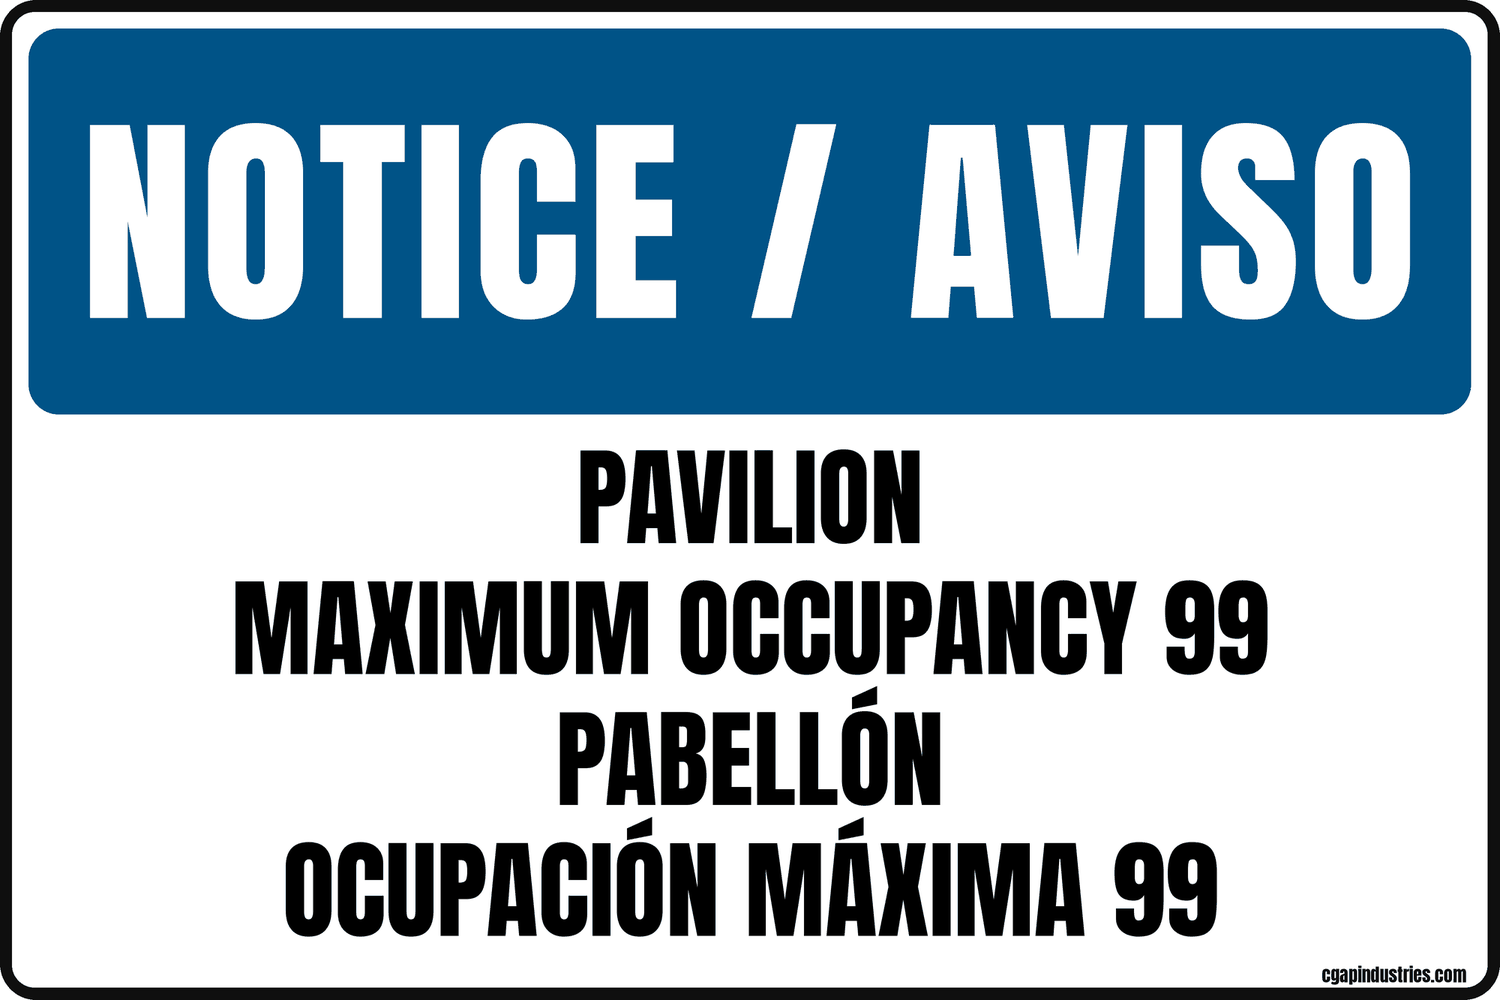 NOTICE / AVISO
PAVILION
MAXIMUM OCCUPANCY 99
PABELLÓN
OCUPACIÓN MÁXIMA 99
cgapindustries.com